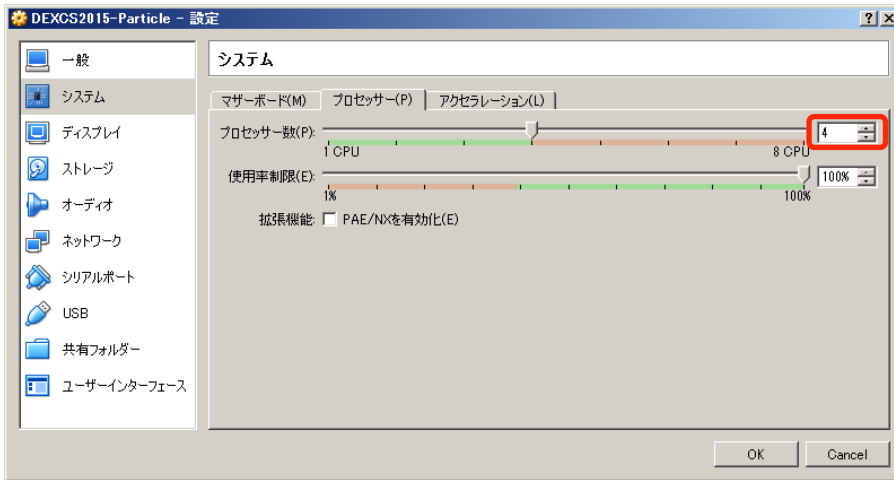 DEXCS2015-Particle - 設定
一般
システム
ディスプレイ
ストレージ
オーディオ
ネットワーク
シリアルポート
USB
共有フォルダー
ユーザーインターフェース
システム
マザーボード(M) プロセッサー(P) アクセラレーション(L)
プロセッサー数(P): 4
1 CPU 8 CPU
使用率制限(E): 100%
1% 100%
拡張機能: PAE/NXを有効化(E)
OK Cancel